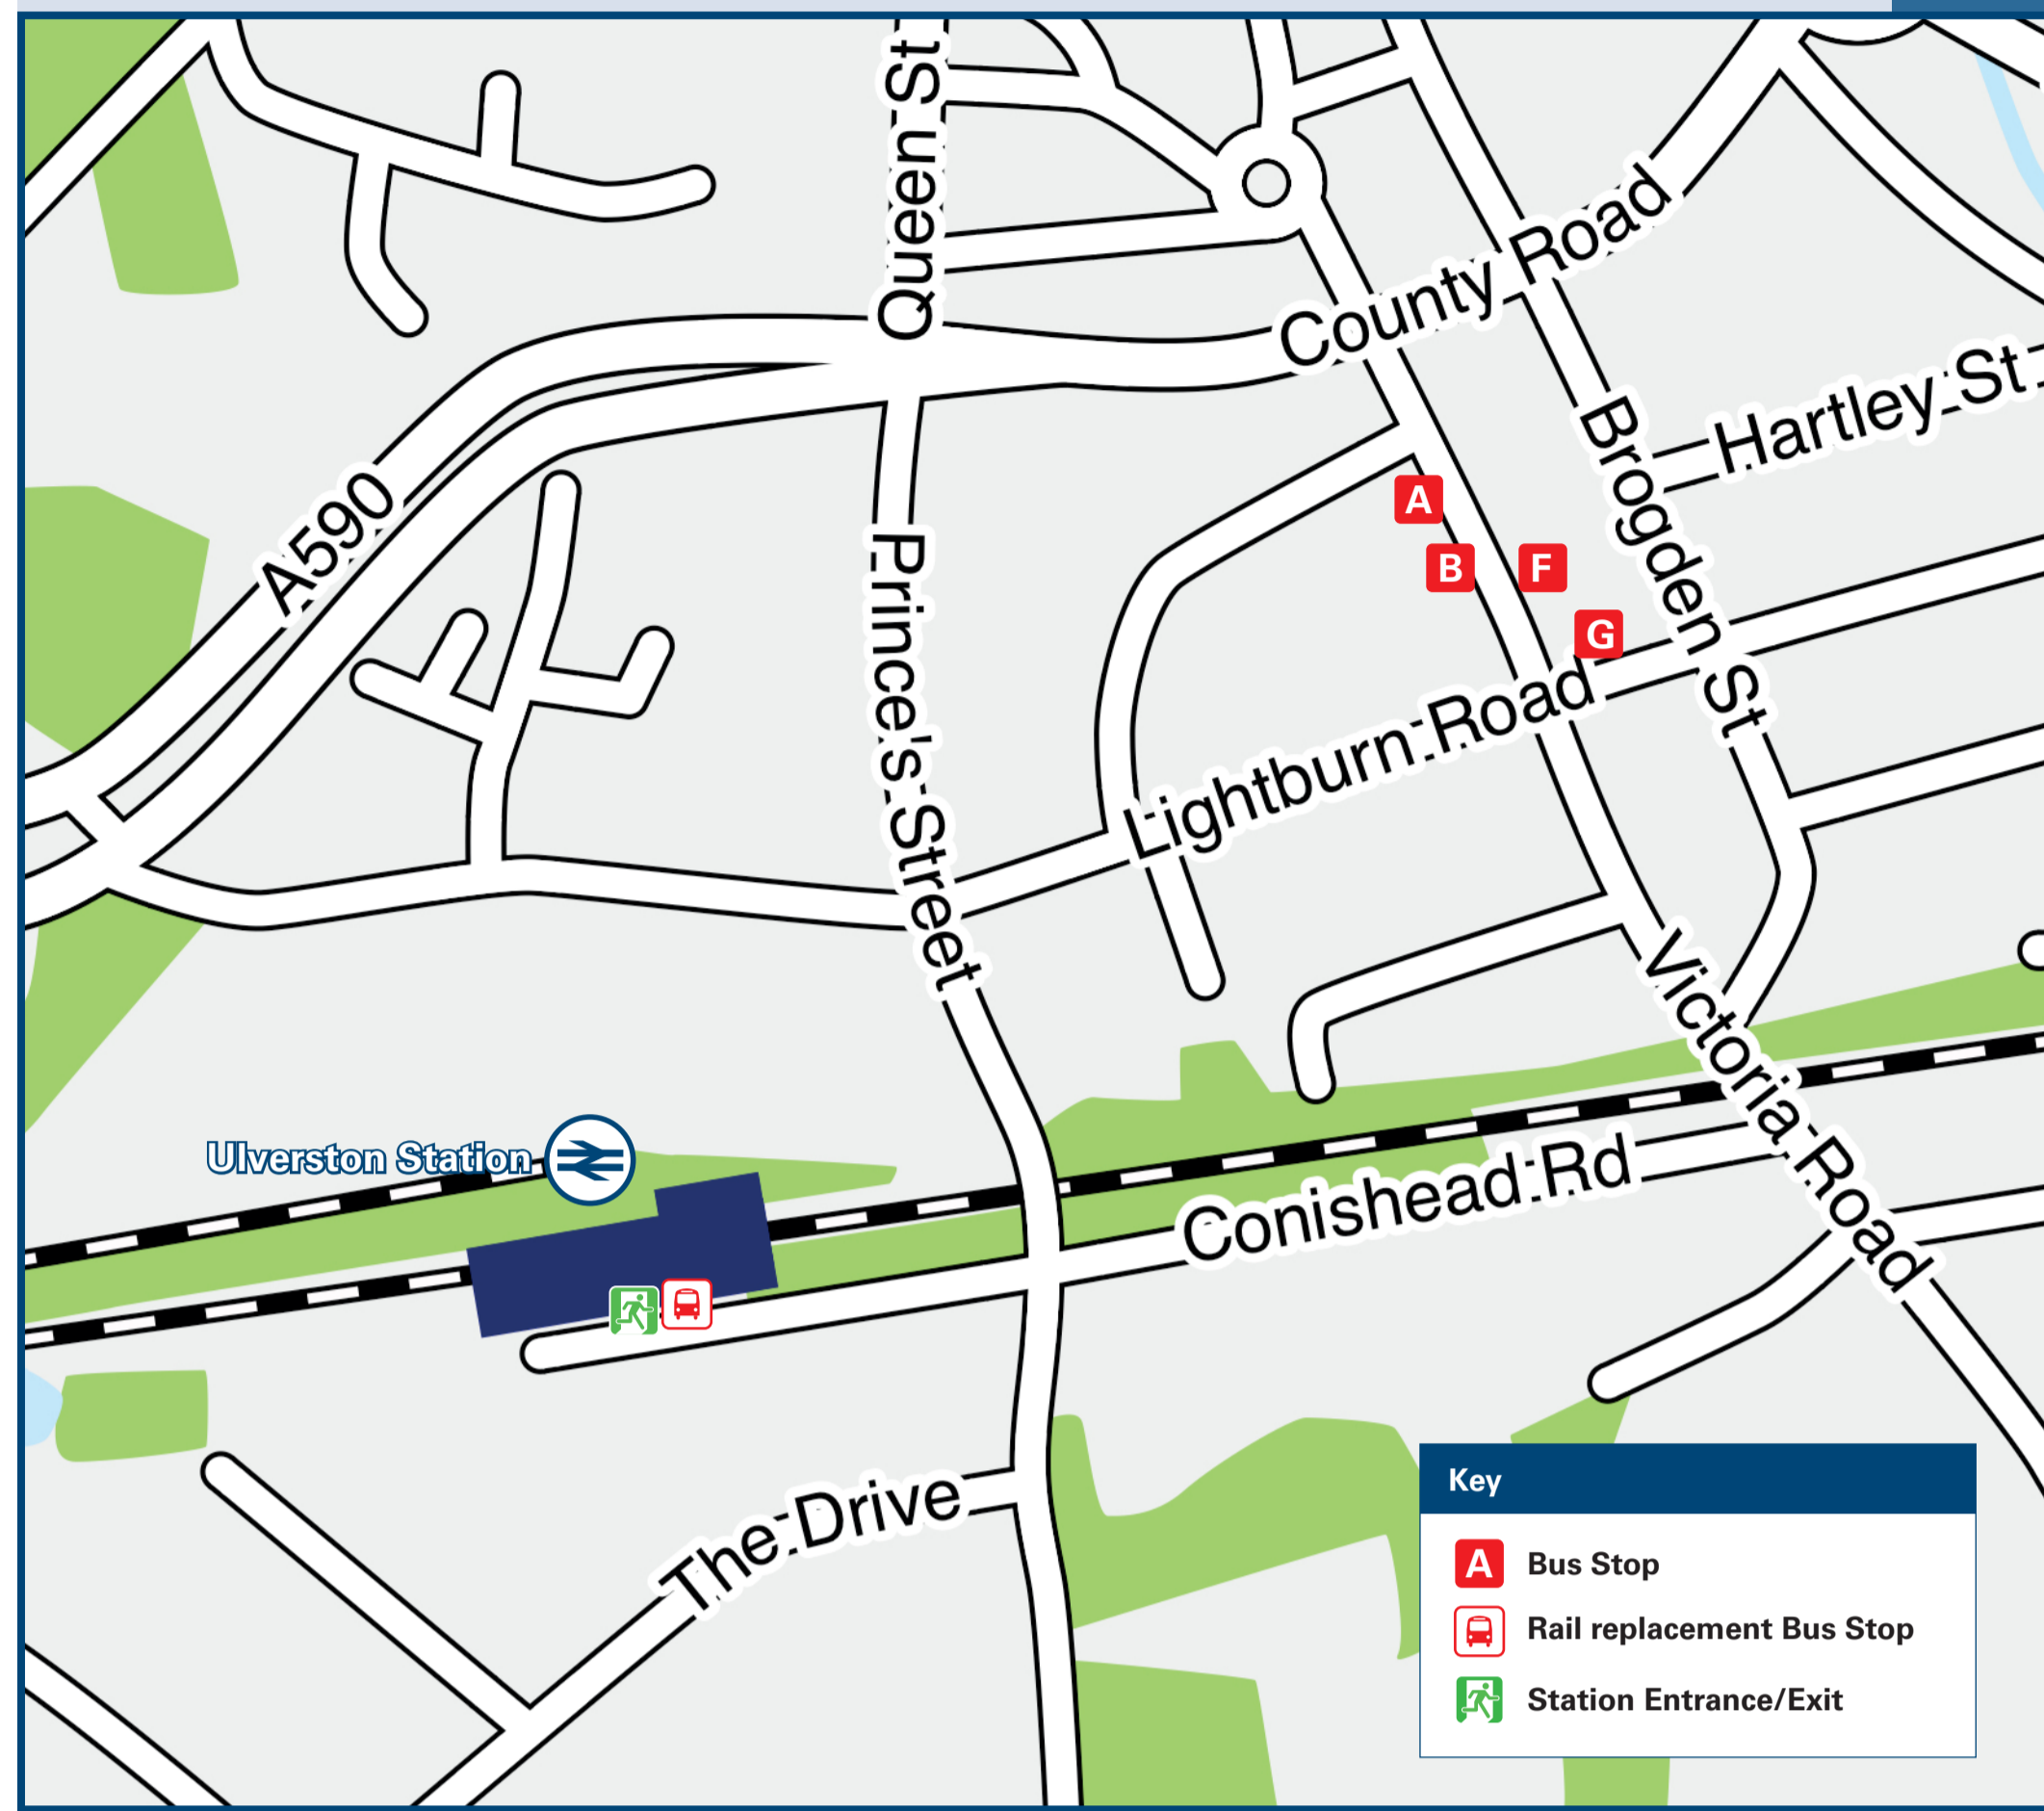 Queen St
County Road
Hartley St
A590
Brogden St
A
B
F
G
Prince's Street
Lightburn Road
Victoria Road
Ulverston Station
Conishead Rd
The Drive
Key
A Bus Stop
Rail replacement Bus Stop
Station Entrance/Exit